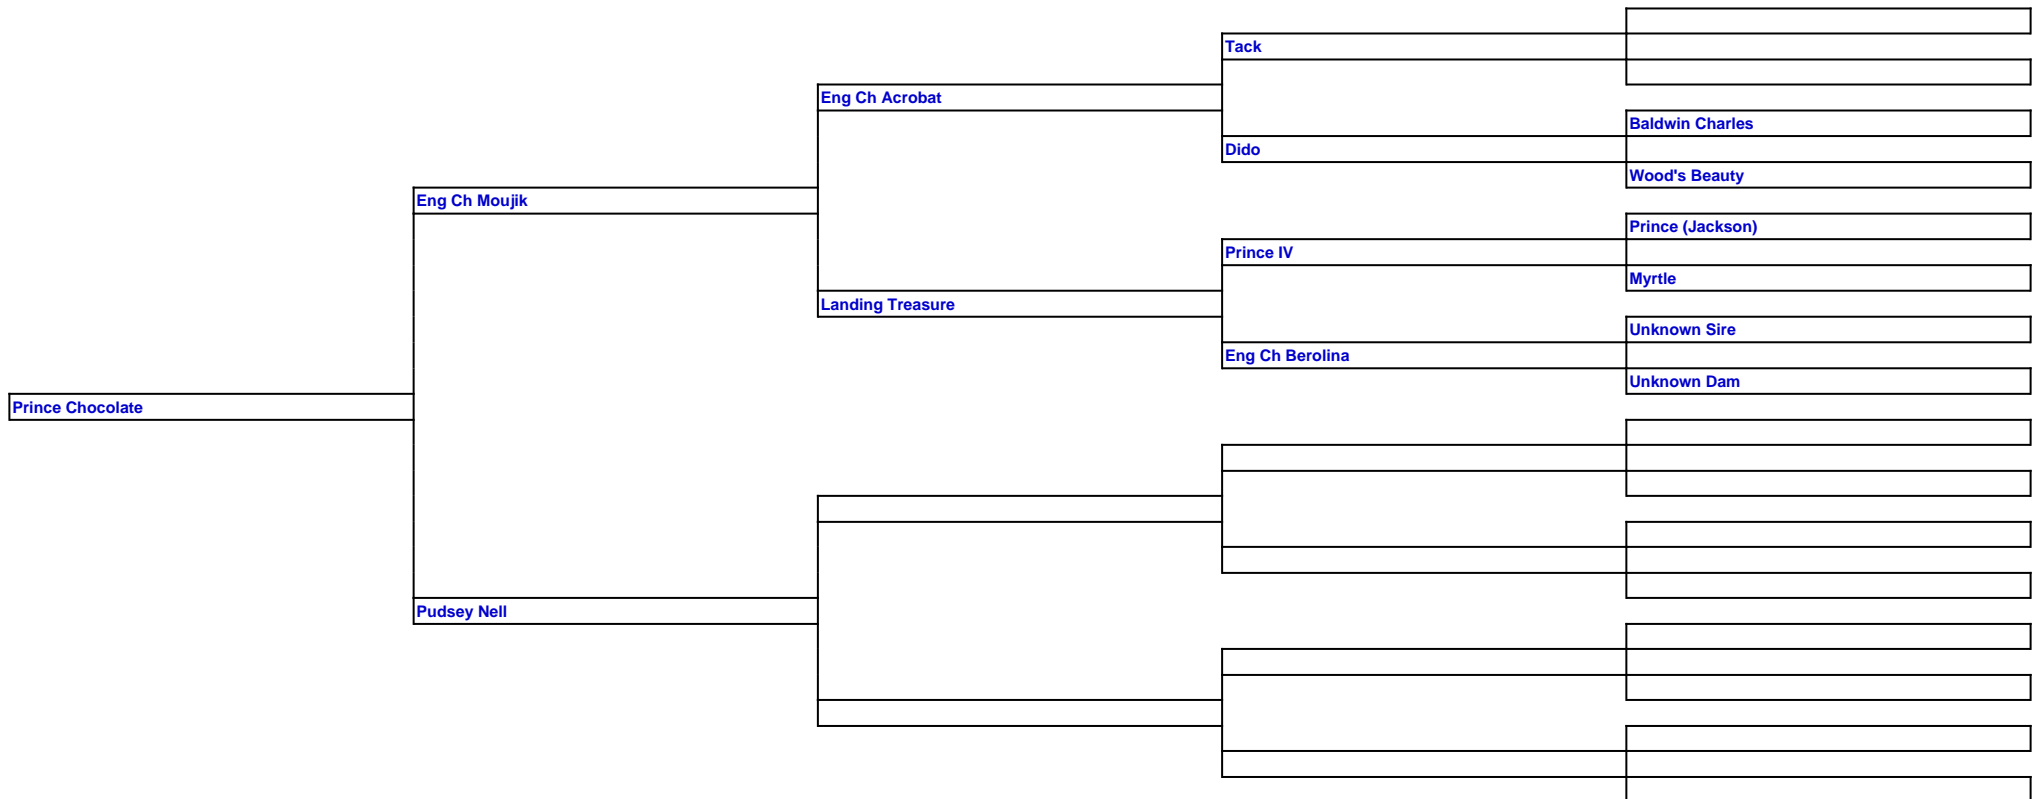 Tack
Eng Ch Acrobat
Baldwin Charles
Dido
Wood's Beauty
Eng Ch Moujik
Prince (Jackson)
Prince IV
Myrtle
Landing Treasure
Unknown Sire
Eng Ch Berolina
Unknown Dam
Prince Chocolate
Pudsey Nell